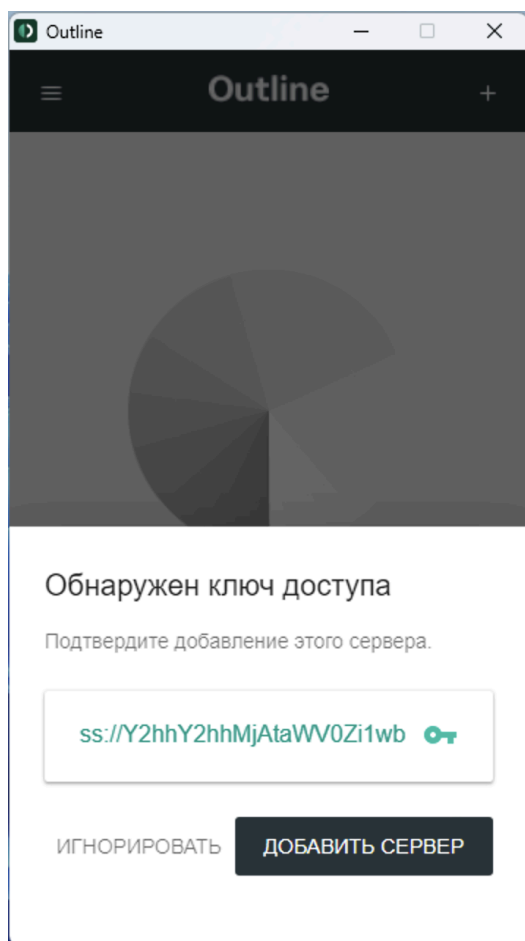 Outline
Outline
Обнаружен ключ доступа
Подтвердите добавление этого сервера.
ss://Y2hhY2hhMjAtaWV0Zi1wb
ИГНОРИРОВАТЬ ДОБАВИТЬ СЕРВЕР